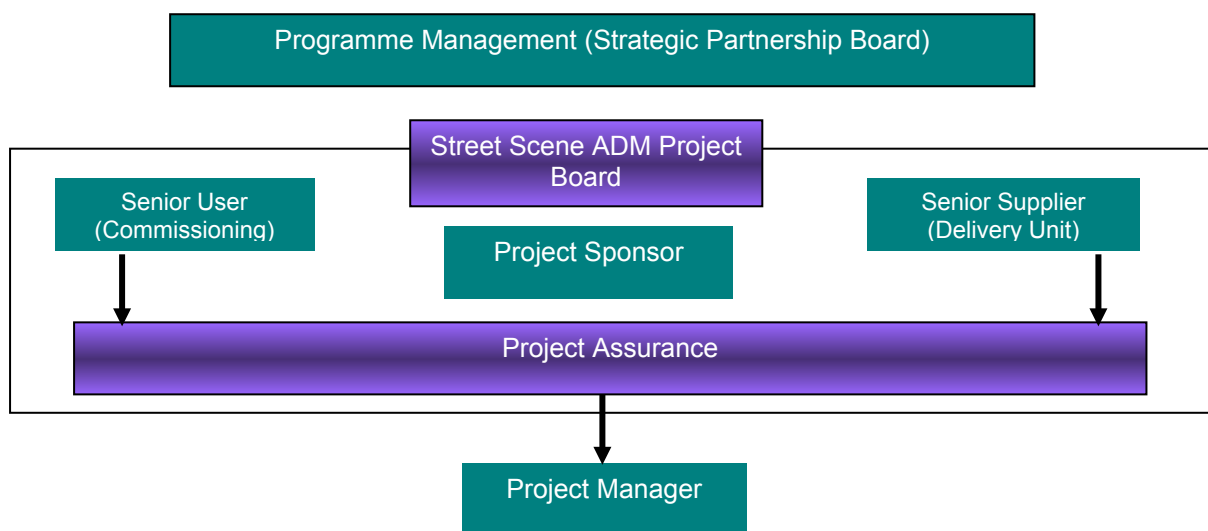 Programme Management (Strategic Partnership Board)
Street Scene ADM Project
Board
Senior User
(Commissioning)
Project Sponsor
Senior Supplier
(Delivery Unit)
Project Assurance
Project Manager